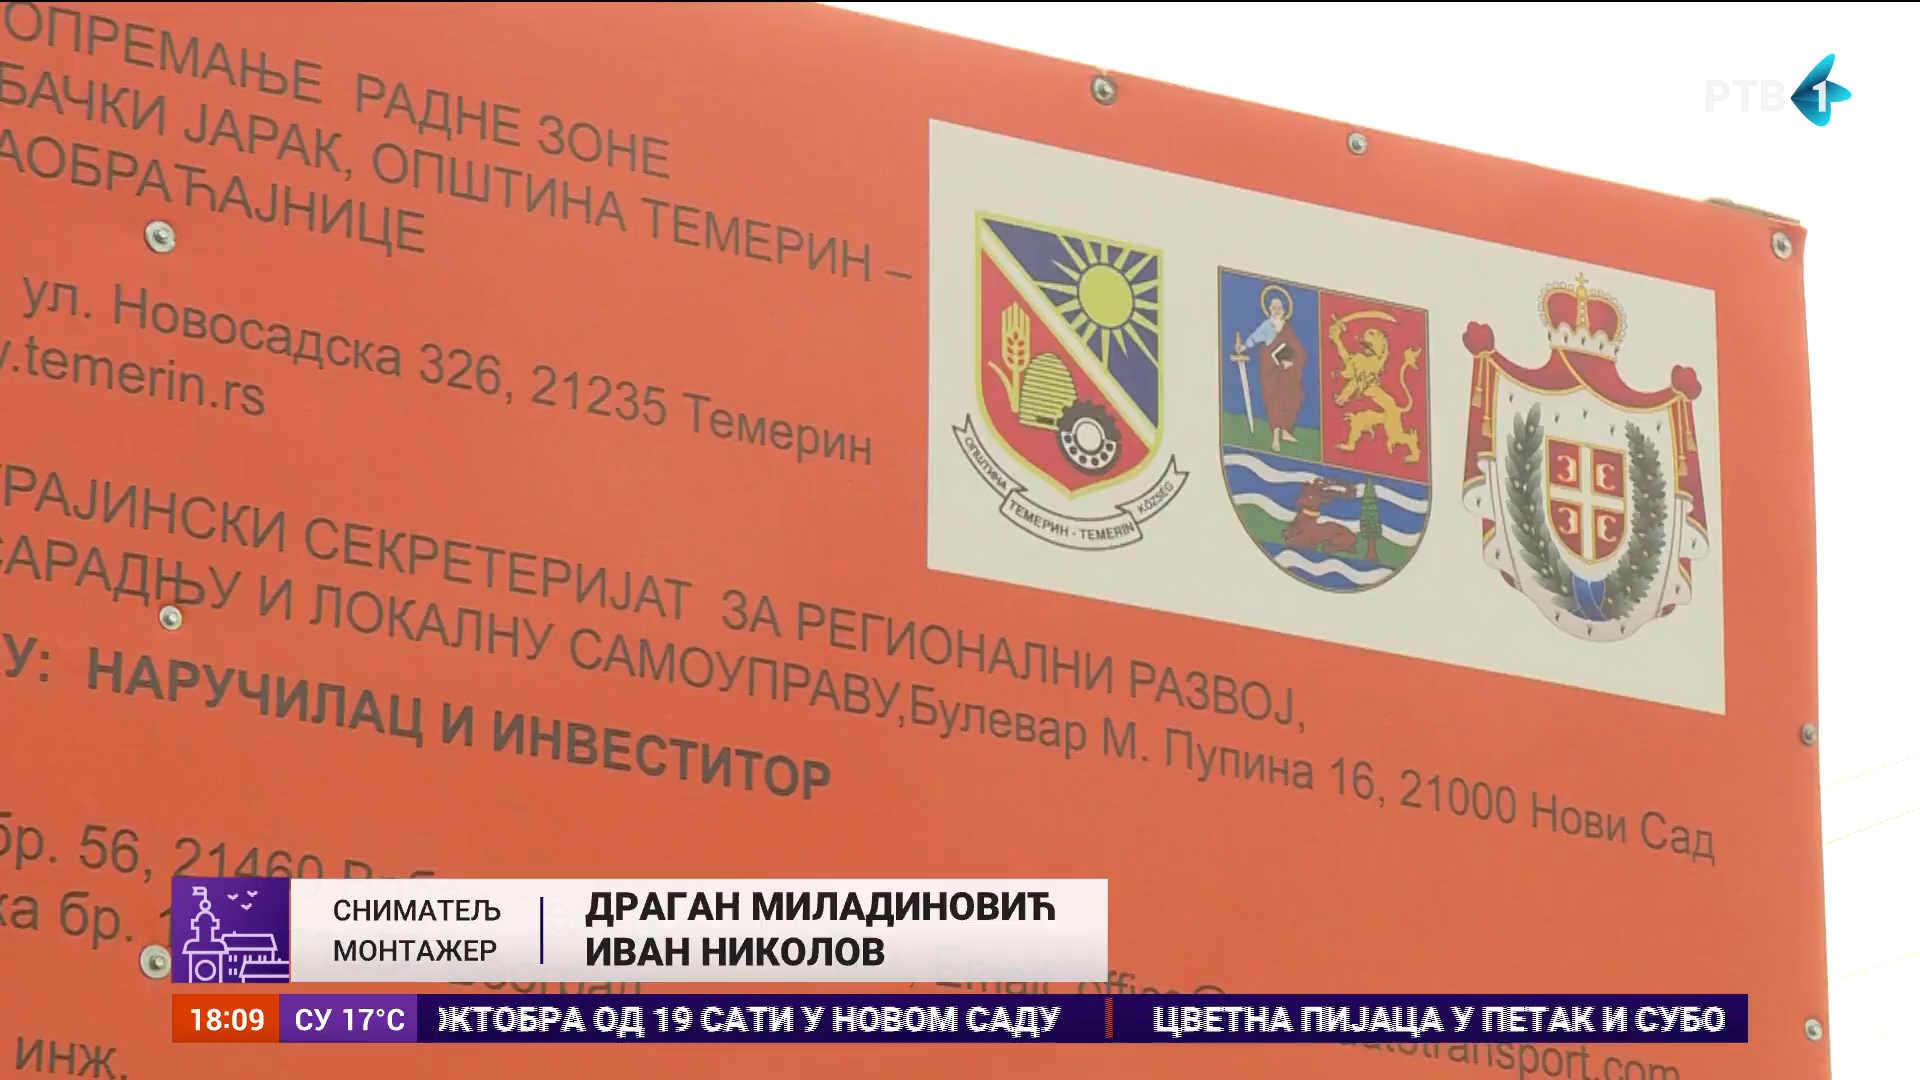 ОПРЕМАЊЕ РАДНЕ ЗОНЕ
БАЧКИ ЈАРАК, ОПШТИНА ТЕМЕРИН –
АОБРАЋАЈНИЦЕ
ул. Новосадска 326, 21235 Темерин
.temerin.rs
РАЈИНСКИ СЕКРЕТЕРИЈАТ ЗА РЕГИОНАЛНИ РАЗВОЈ,
САРАДЊУ И ЛОКАЛНУ САМОУПРАВУ,Булевар М. Пупина 16, 21000 Нови Сад
У: НАРУЧИЛАЦ И ИНВЕСТИТОР
бр. 56, 21460
ка бр.
инж.
ОПШТИНА ТЕМЕРИН - TEMERIN KÖZSÉG
РТВ 1
СНИМАТЕЉ ДРАГАН МИЛАДИНОВИЋ
МОНТАЖЕР ИВАН НИКОЛОВ
18:09 СУ 17°C ОКТОБРА ОД 19 САТИ У НОВОМ САДУ ЦВЕТНА ПИЈАЦА У ПЕТАК И СУБО